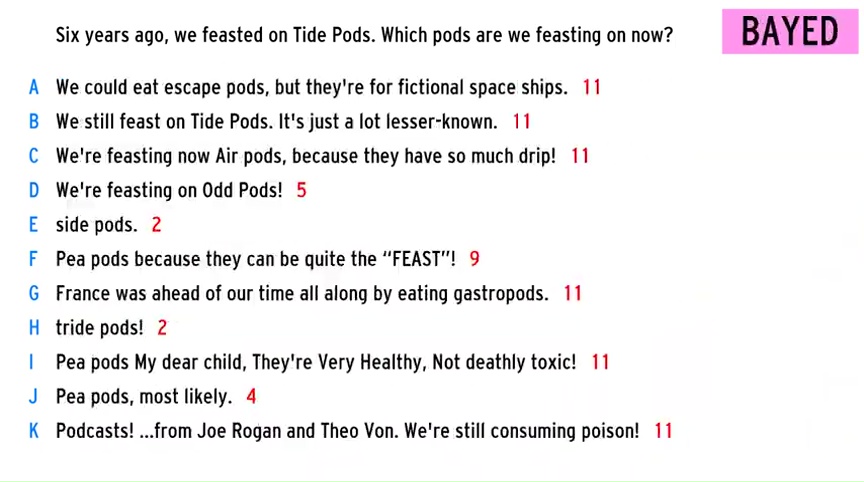 Six years ago, we feasted on Tide Pods. Which pods are we feasting on now?
BAYED
A We could eat escape pods, but they're for fictional space ships. 11
B We still feast on Tide Pods. It's just a lot lesser-known. 11
C We're feasting now Air pods, because they have so much drip! 11
D We're feasting on Odd Pods! 5
E side pods. 2
F Pea pods because they can be quite the “FEAST”! 9
G France was ahead of our time all along by eating gastropods. 11
H tride pods! 2
I Pea pods My dear child, They're Very Healthy, Not deathly toxic! 11
J Pea pods, most likely. 4
K Podcasts! ...from Joe Rogan and Theo Von. We're still consuming poison! 11